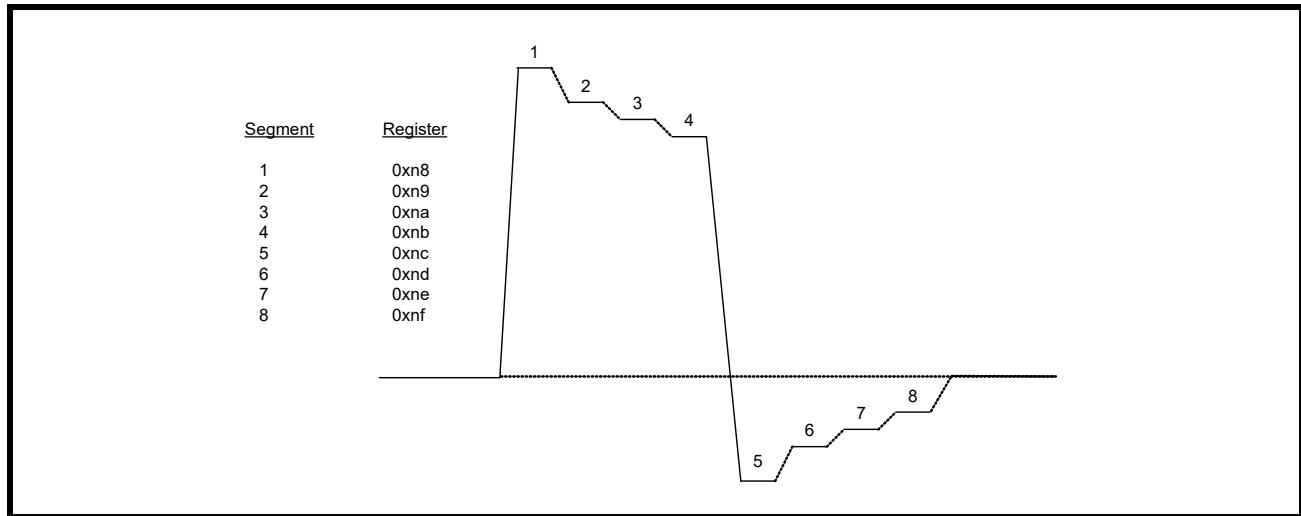 Segment Register
1 0xn8
2 0xn9
3 0xna
4 0xnb
5 0xnc
6 0xnd
7 0xne
8 0xnf
1
2
3
4
5
6
7
8